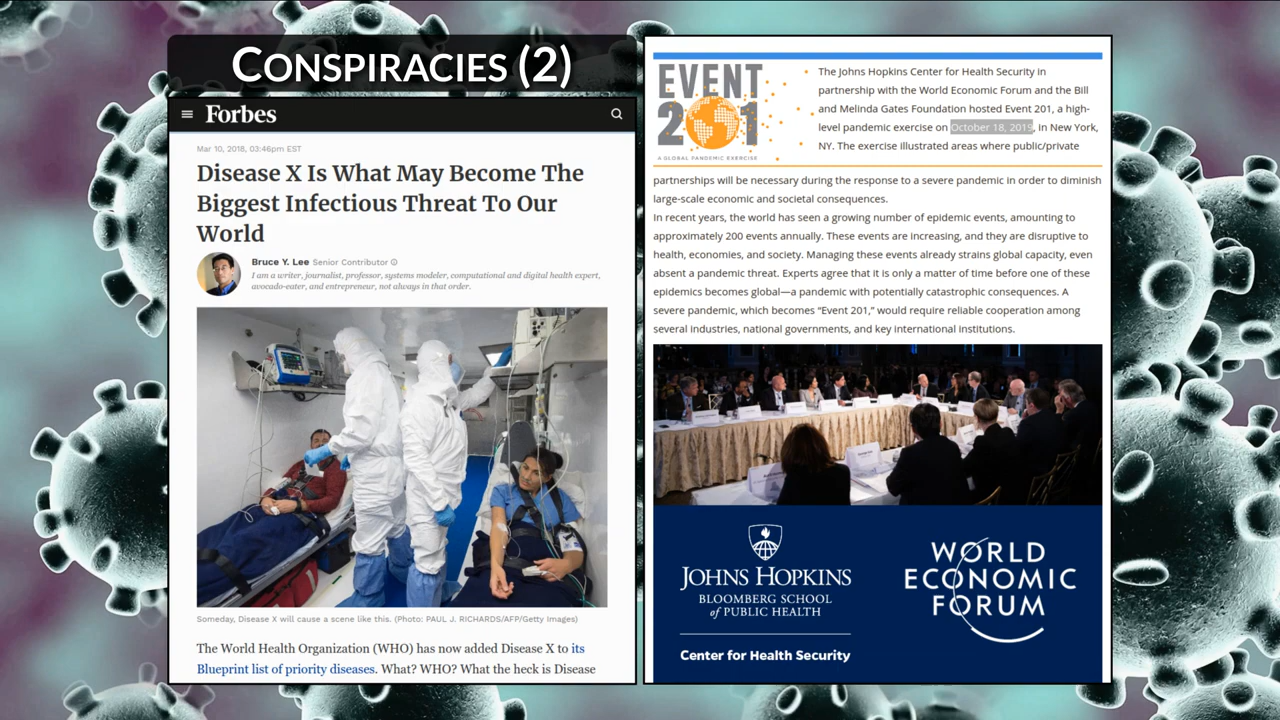 CONSPIRACIES (2)
Forbes
Mar 10, 2018, 03:46pm EST
Disease X Is What May Become The
Biggest Infectious Threat To Our
World
Bruce Y. Lee Senior Contributor
I am a writer, journalist, professor, systems modeler, computational and digital health expert,
avocado-eater, and entrepreneur, not always in that order.
Someday, Disease X will cause a scene like this. (Photo: PAUL J. RICHARDS/AFP/Getty Images)
The World Health Organization (WHO) has now added Disease X to its
Blueprint list of priority diseases. What? WHO? What the heck is Disease
EVENT
201
A GLOBAL PANDEMIC EXERCISE
The Johns Hopkins Center for Health Security in
partnership with the World Economic Forum and the Bill
and Melinda Gates Foundation hosted Event 201, a high-
level pandemic exercise on October 18, 2019, in New York,
NY. The exercise illustrated areas where public/private
partnerships will be necessary during the response to a severe pandemic in order to diminish
large-scale economic and societal consequences.
In recent years, the world has seen a growing number of epidemic events, amounting to
approximately 200 events annually. These events are increasing, and they are disruptive to
health, economies, and society. Managing these events already strains global capacity, even
absent a pandemic threat. Experts agree that it is only a matter of time before one of these
epidemics becomes global—a pandemic with potentially catastrophic consequences. A
severe pandemic, which becomes “Event 201,” would require reliable cooperation among
several industries, national governments, and key international institutions.
JOHNS HOPKINS
BLOOMBERG SCHOOL
of PUBLIC HEALTH
Center for Health Security
WORLD
ECONOMIC
FORUM